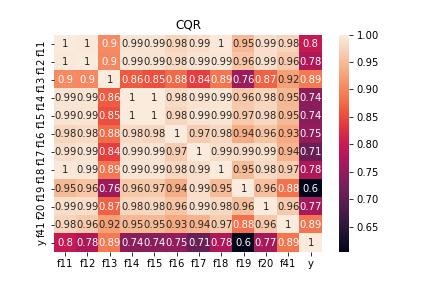 CQR
f11 1 1 0.9 0.99 0.99 0.98 0.99 1 0.95 0.99 0.98 0.8
f12 1 1 0.9 0.99 0.99 0.98 0.99 0.99 0.96 0.99 0.96 0.78
f13 0.9 0.9 1 0.86 0.85 0.88 0.84 0.89 0.76 0.87 0.92 0.89
f14 0.99 0.99 0.86 1 1 0.98 0.99 0.99 0.96 0.98 0.95 0.74
f15 0.99 0.99 0.85 1 1 0.98 0.99 0.99 0.97 0.98 0.95 0.74
f16 0.98 0.98 0.88 0.98 0.98 1 0.97 0.98 0.94 0.96 0.93 0.75
f17 0.99 0.99 0.84 0.99 0.99 0.97 1 0.99 0.99 0.99 0.94 0.71
f18 1 0.99 0.89 0.99 0.99 0.98 0.99 1 0.95 0.98 0.97 0.78
f19 0.95 0.96 0.76 0.96 0.97 0.94 0.99 0.95 1 0.96 0.88 0.6
f20 0.99 0.99 0.87 0.98 0.98 0.96 0.99 0.98 0.96 1 0.96 0.77
f41 0.98 0.96 0.92 0.95 0.95 0.93 0.94 0.97 0.88 0.96 1 0.89
y 0.8 0.78 0.89 0.74 0.74 0.75 0.71 0.78 0.6 0.77 0.89 1
f11 f12 f13 f14 f15 f16 f17 f18 f19 f20 f41 y
1.00
0.95
0.90
0.85
0.80
0.75
0.70
0.65